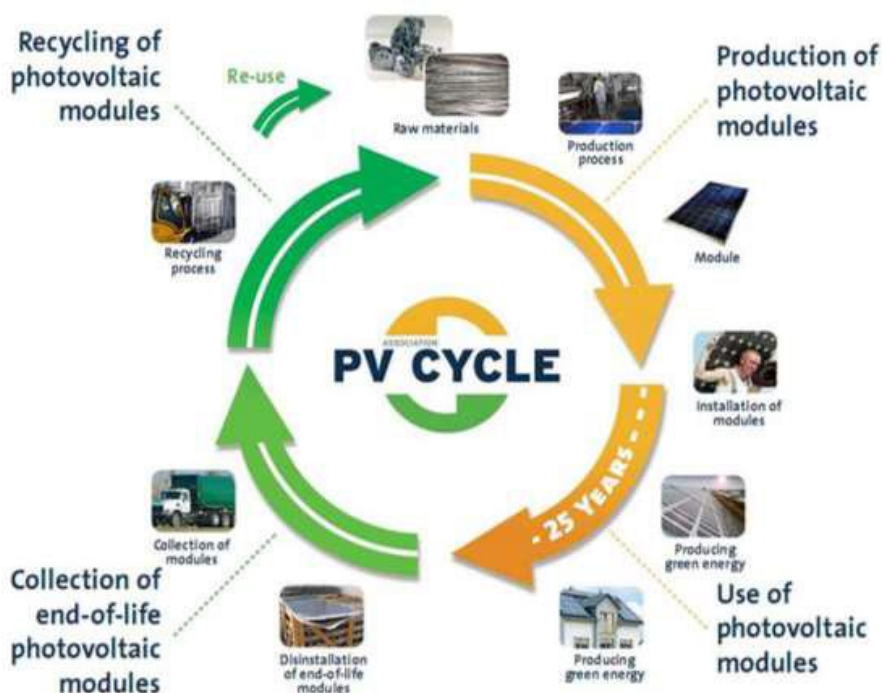 Recycling of
photovoltaic
modules
Re-use
Raw materials
Production of
photovoltaic
modules
Production
process
Recycling
process
Module
ASSOCIATION
PV CYCLE
Installation of
modules
- 25 YEARS - - -
Collection of
modules
Producing
green energy
Collection of
end-of-life
photovoltaic
modules
Disinstallation
of end-of-life
modules
Producing
green energy
Use of
photovoltaic
modules